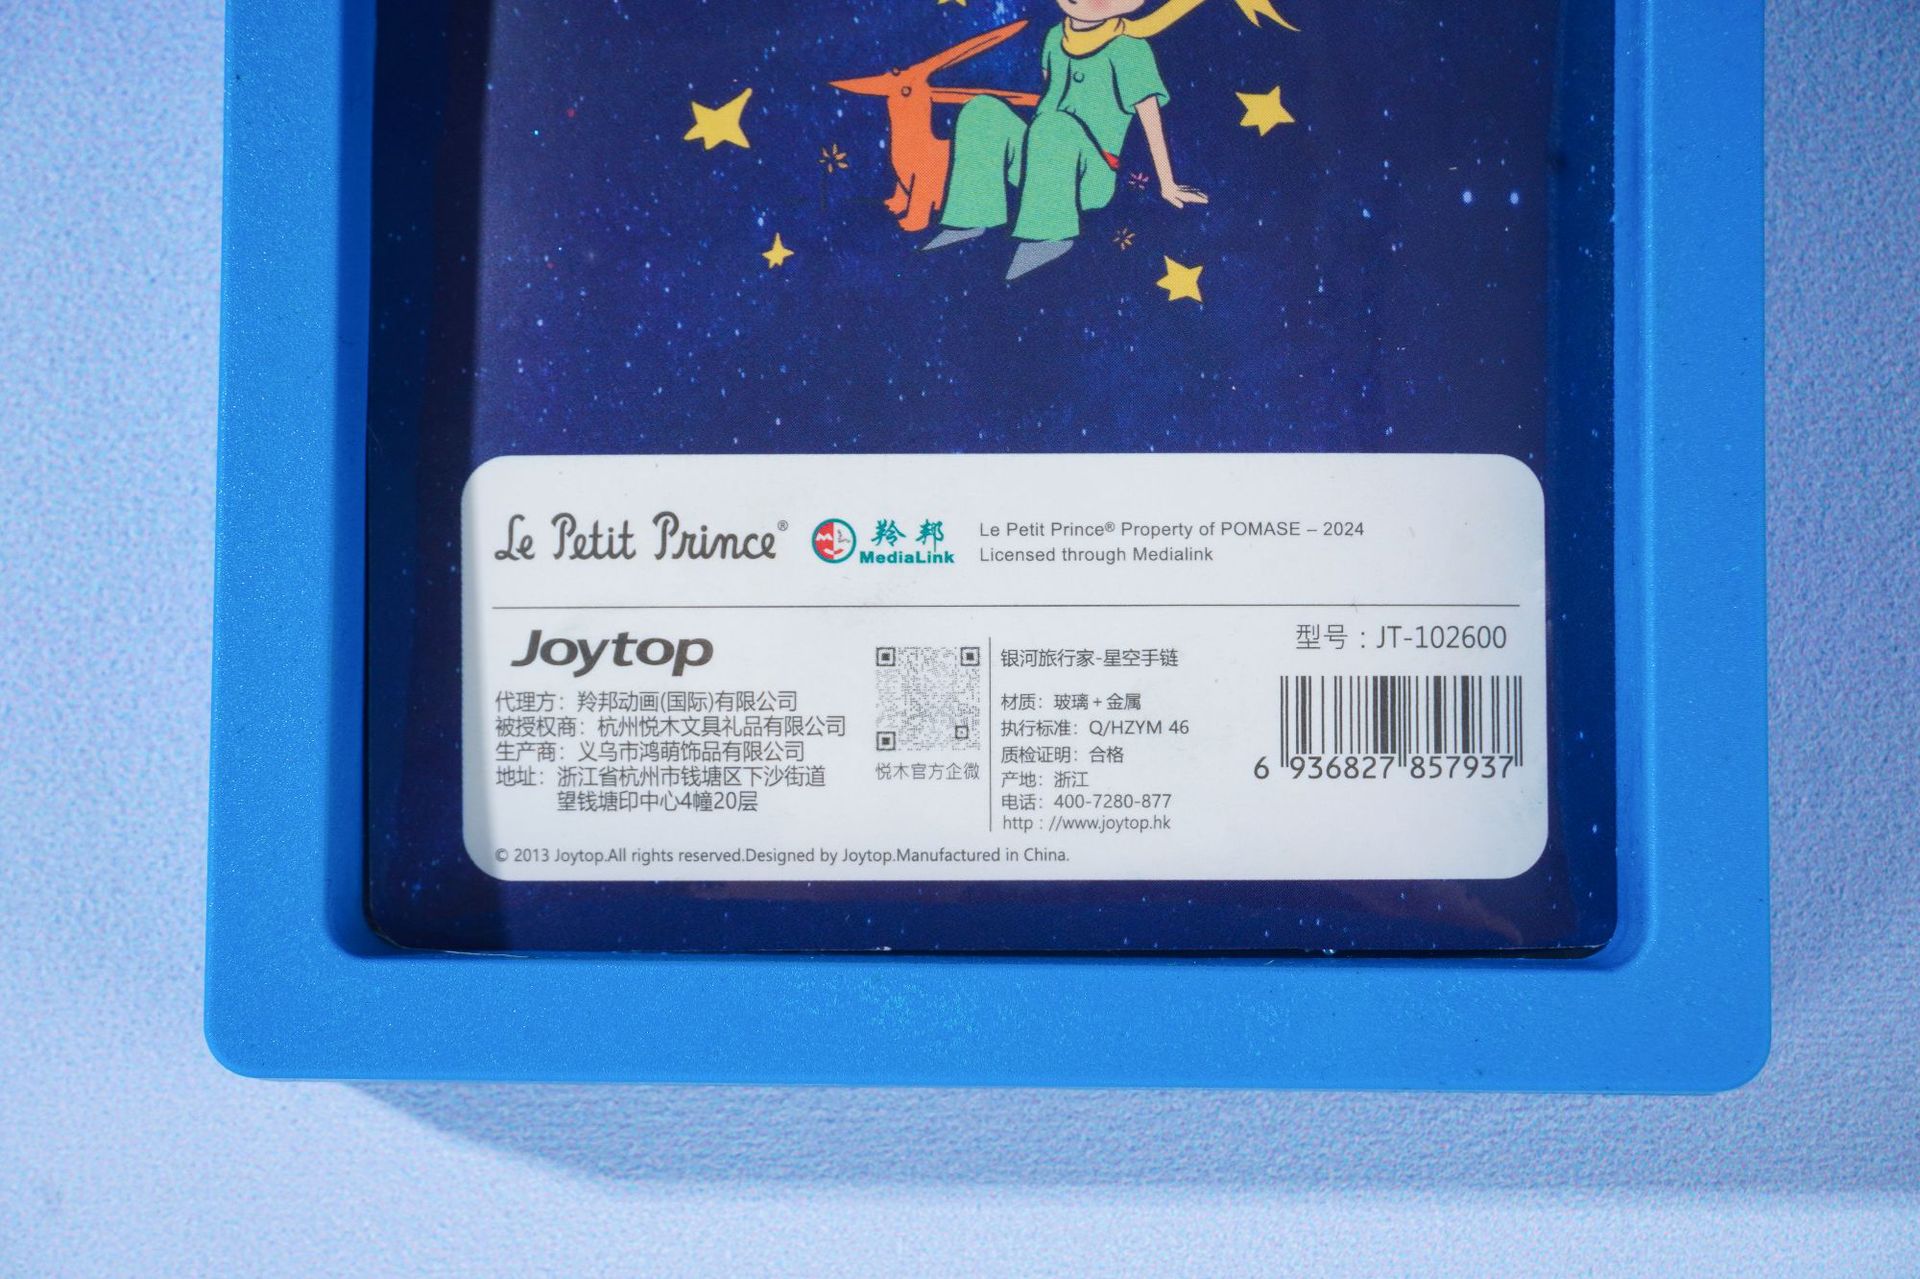 Le Petit Prince®
羚邦
MediaLink
Le Petit Prince® Property of POMASE – 2024
Licensed through Medialink
Joytop
代理方：羚邦动画(国际)有限公司
被授权商：杭州悦木文具礼品有限公司
生产商：义乌市鸿萌饰品有限公司
地址：浙江省杭州市钱塘区下沙街道
望钱塘印中心4幢20层
悦木官方企微
银河旅行家-星空手链
材质：玻璃+金属
执行标准：Q/HZYM 46
质检证明：合格
产地：浙江
电话：400-7280-877
http : //www.joytop.hk
型号：JT-102600
6 936827 857937
© 2013 Joytop.All rights reserved.Designed by Joytop.Manufactured in China.